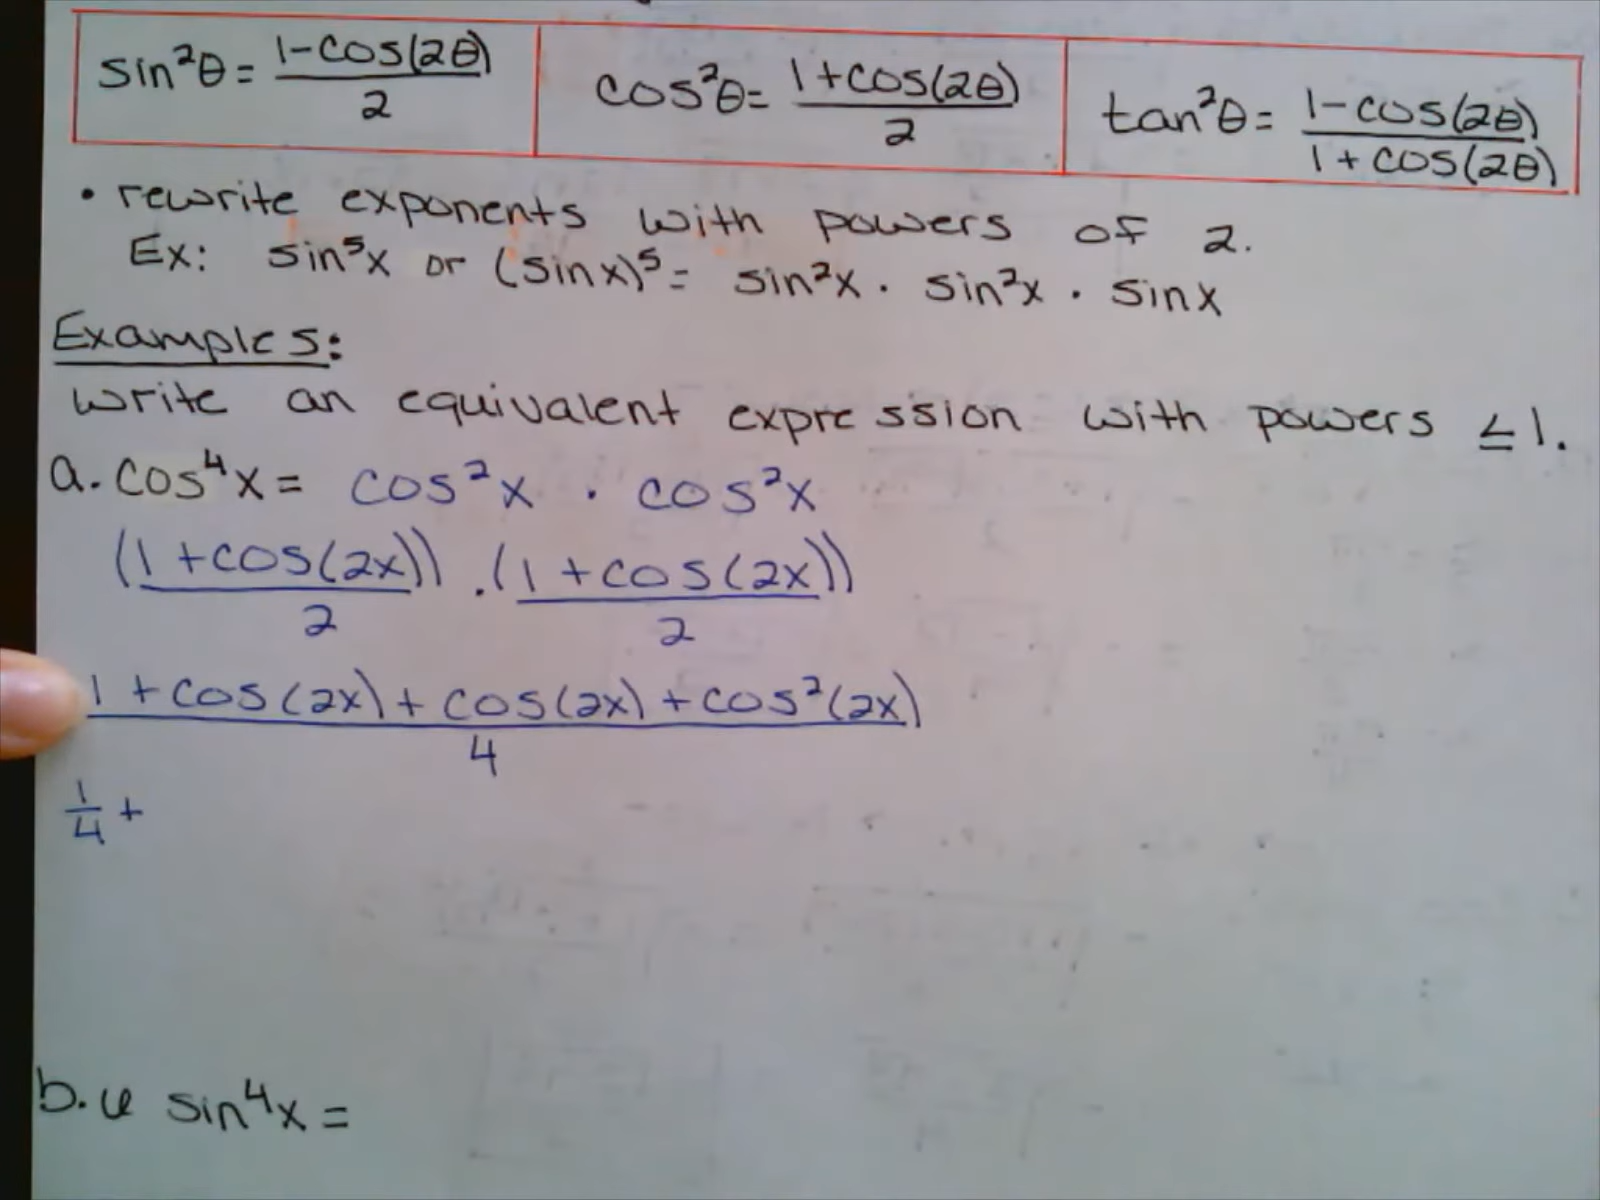 sin²θ = 1-cos(2θ)/2 cos²θ = 1+cos(2θ)/2 tan²θ = 1-cos(2θ)/1+cos(2θ)
• rewrite exponents with powers of 2.
Ex: sin⁵x or (sinx)⁵ = sin²x · sin²x · sinx
Examples:
Write an equivalent expression with powers ≤ 1.
a. cos⁴x = cos²x · cos²x
(1+cos(2x)/2) · (1+cos(2x)/2)
1+cos(2x)+cos(2x)+cos²(2x)/4
1/4 +
b. sin⁴x =